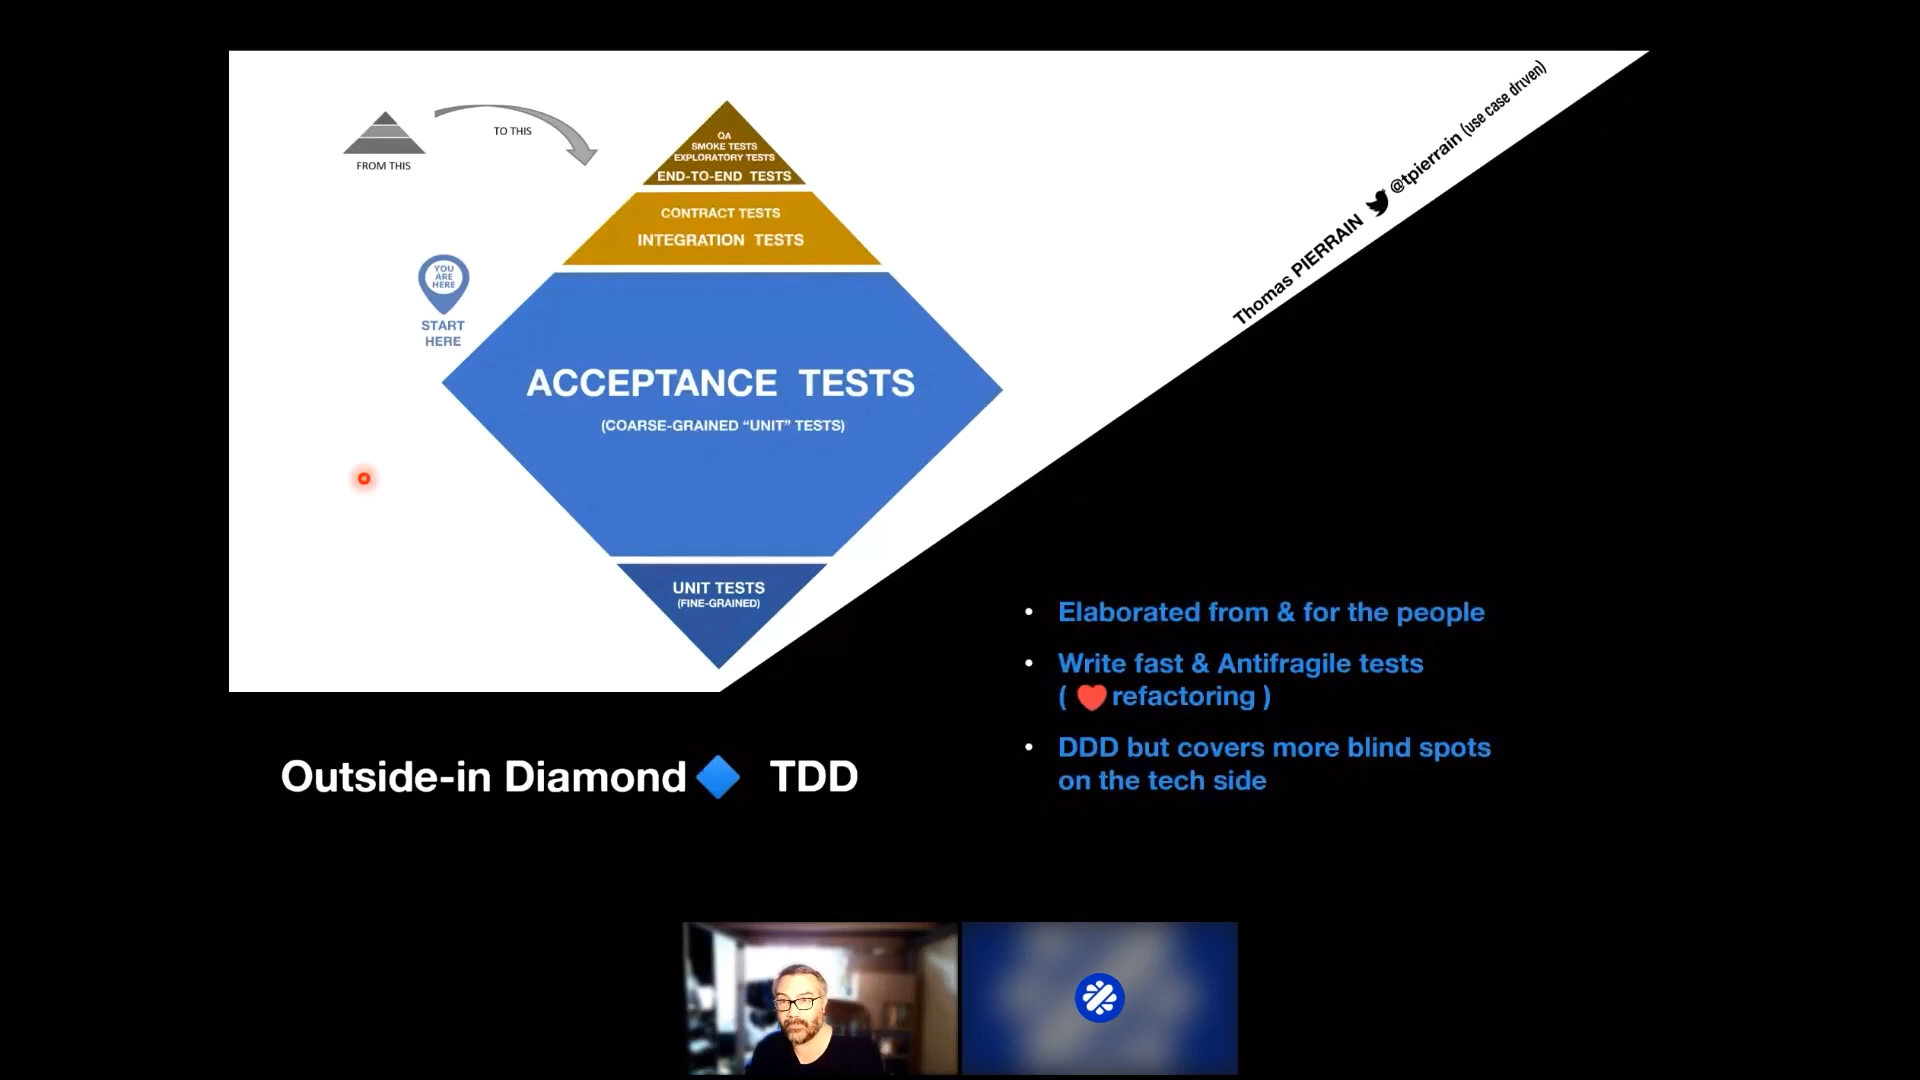 FROM THIS
TO THIS
QA
SMOKE TESTS
EXPLORATORY TESTS
END-TO-END TESTS
CONTRACT TESTS
INTEGRATION TESTS
YOU
ARE
HERE
START
HERE
ACCEPTANCE TESTS
(COARSE-GRAINED “UNIT” TESTS)
UNIT TESTS
(FINE-GRAINED)
Thomas PIERRAIN @tpierrain (use case driven)
Outside-in Diamond 🔷 TDD
• Elaborated from & for the people
• Write fast & Antifragile tests
( ❤️ refactoring )
• DDD but covers more blind spots
on the tech side